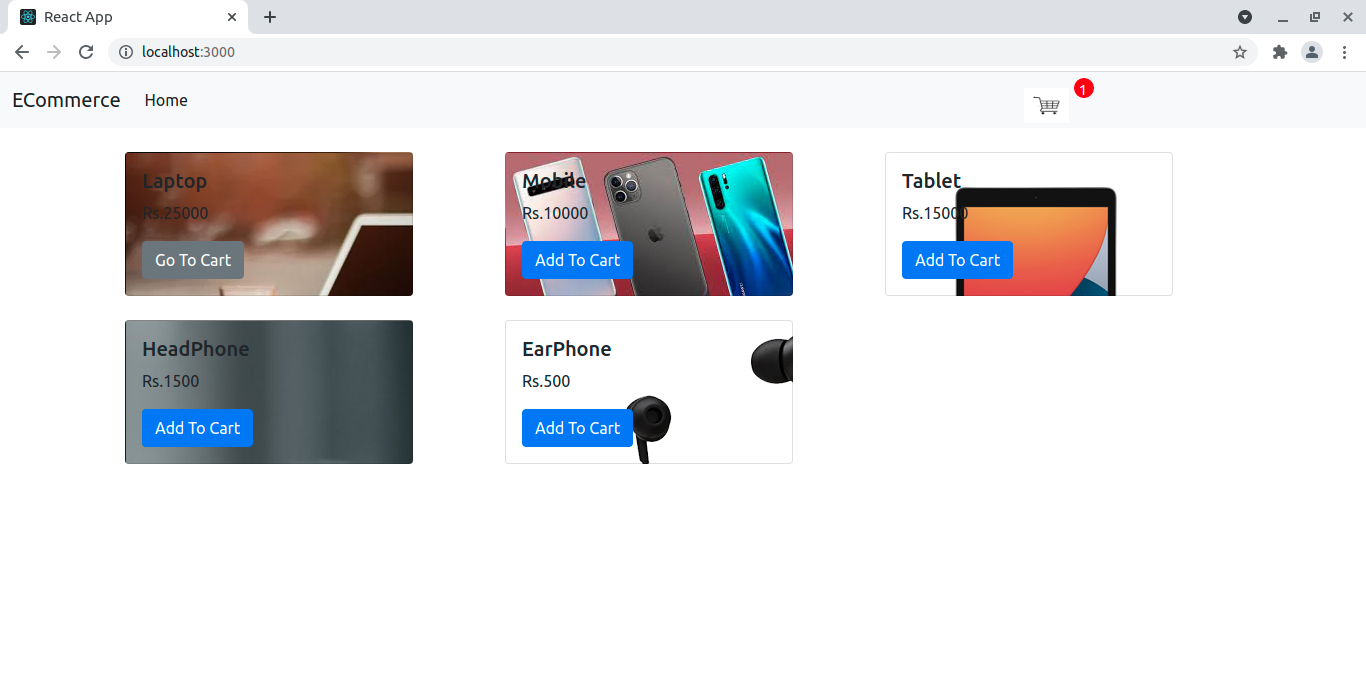 React App
localhost:3000
ECommerce Home 1
Laptop
Rs.25000
Go To Cart
Mobile
Rs.10000
Add To Cart
Tablet
Rs.15000
Add To Cart
HeadPhone
Rs.1500
Add To Cart
EarPhone
Rs.500
Add To Cart